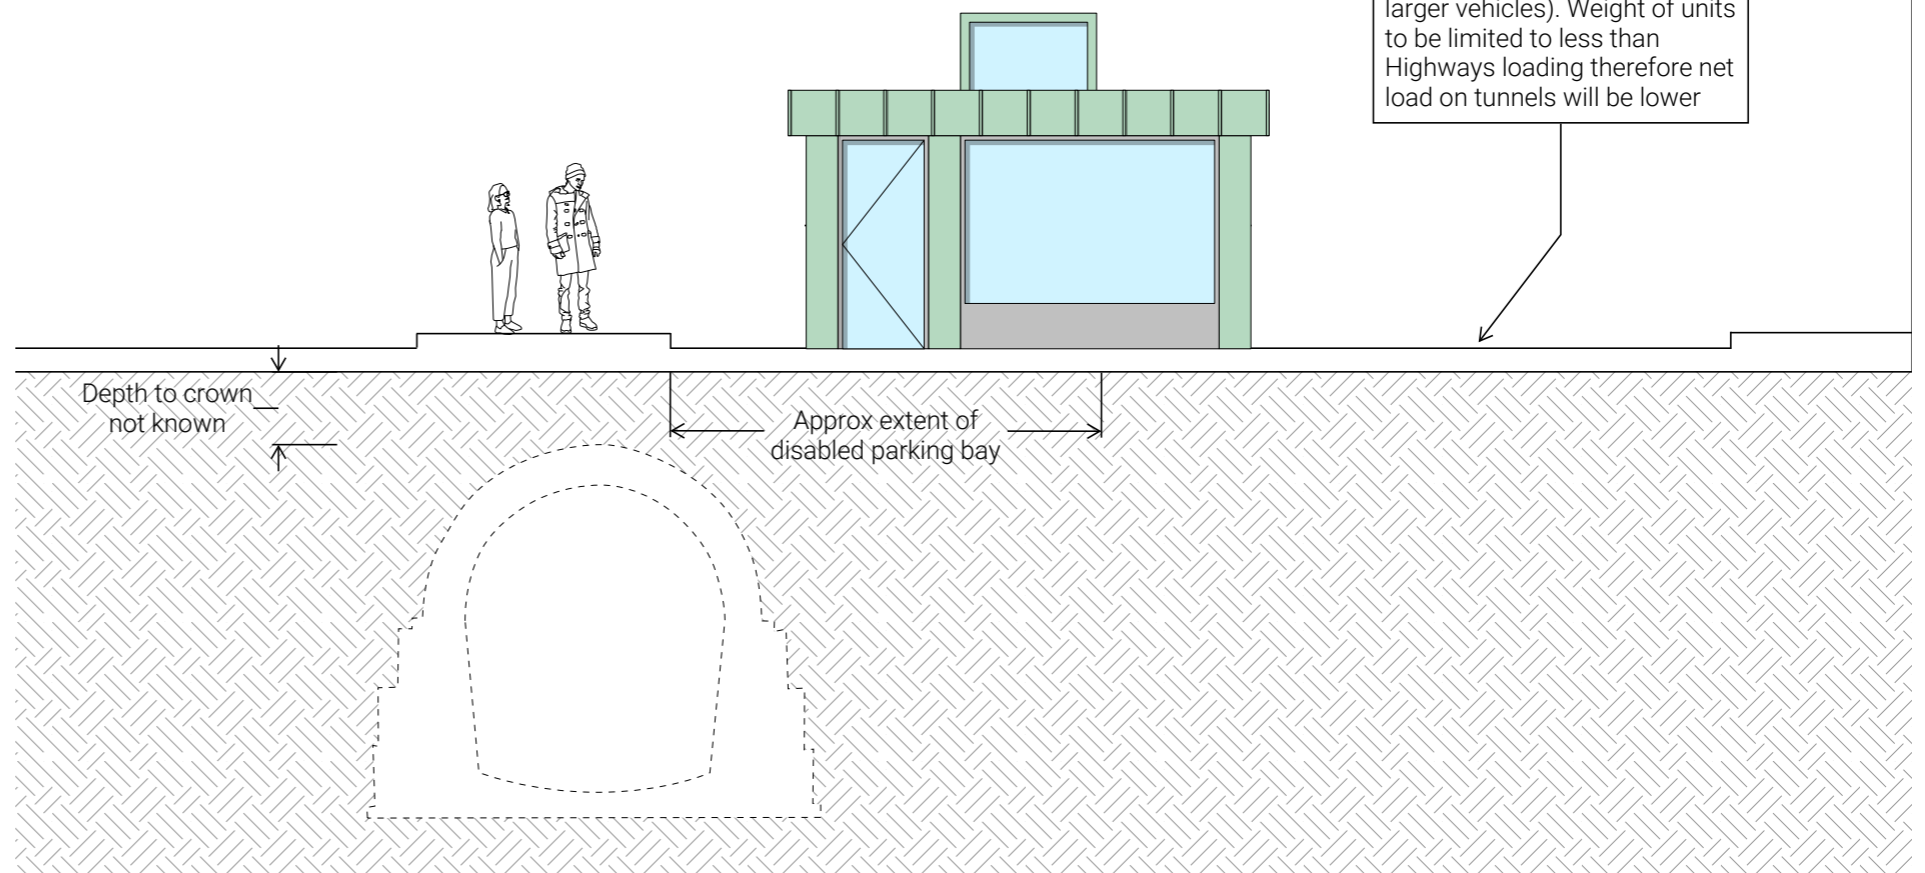 larger vehicles). Weight of units
to be limited to less than
Highways loading therefore net
load on tunnels will be lower
Depth to crown
not known
Approx extent of
disabled parking bay